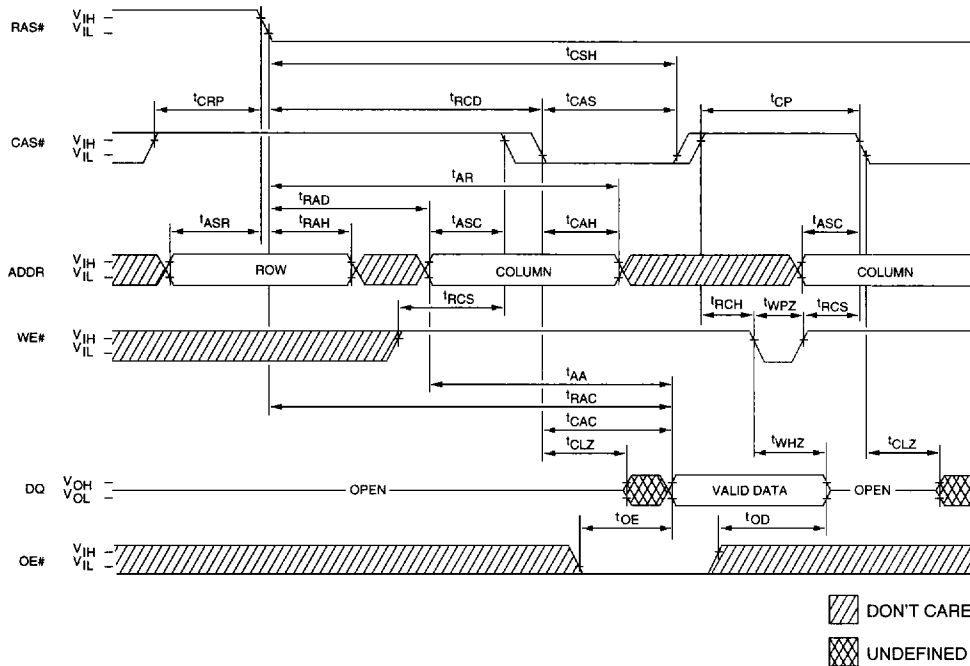 RAS# VIH
VIL
tCSH
tCRP tRCD tCAS tCP
CAS# VIH
VIL
tAR
tRAD
tASR tRAH tASC tCAH tASC
ADDR VIH
VIL
ROW COLUMN COLUMN
tRCS tRCH tWPZ tRCS
WE# VIH
VIL
tAA
tRAC
tCAC
tCLZ tWHZ tCLZ
DQ VOH
VOL
OPEN VALID DATA OPEN
tOE tOD
OE# VIH
VIL
DON'T CARE
UNDEFINED